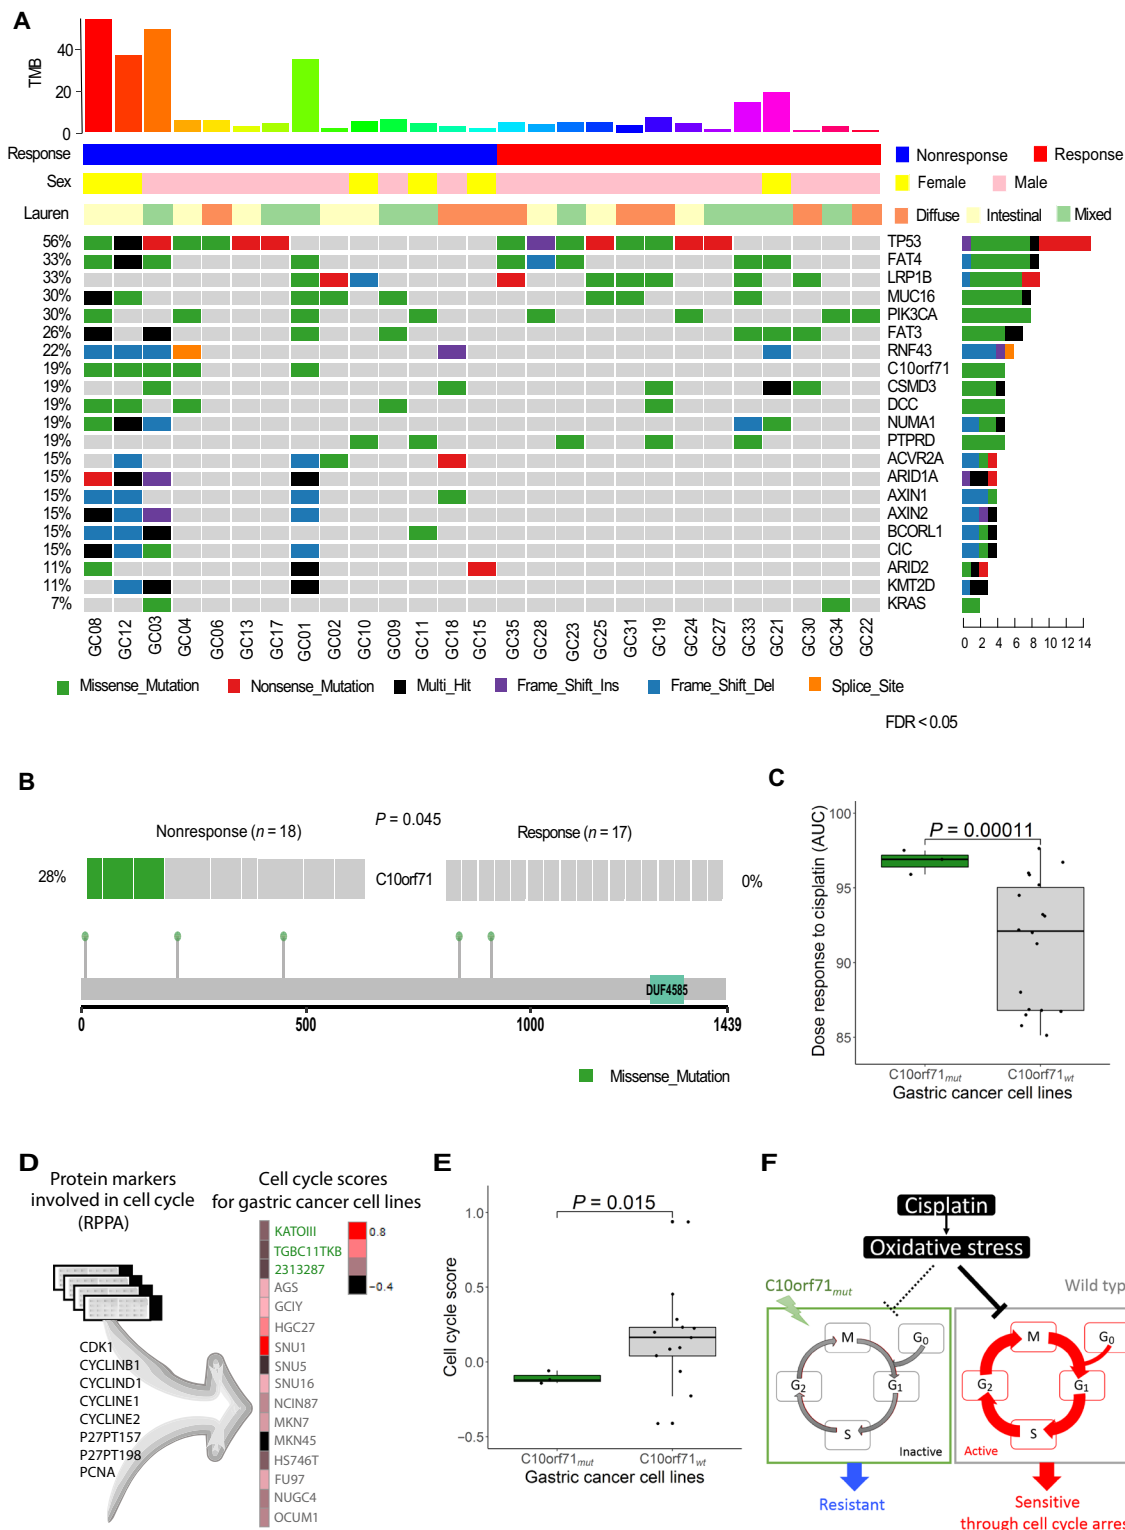 A
TMB
40
20
0
Response
Nonresponse
Response
Sex
Female
Male
Lauren
Diffuse
Intestinal
Mixed
56%
TP53
33%
FAT4
33%
LRP1B
30%
MUC16
30%
PIK3CA
26%
FAT3
22%
RNF43
19%
C10orf71
19%
CSMD3
19%
DCC
19%
NUMA1
19%
PTPRD
15%
ACVR2A
15%
ARID1A
15%
AXIN1
15%
AXIN2
15%
BCORL1
15%
CIC
11%
ARID2
11%
KMT2D
7%
KRAS
0 2 4 6 8 10 12 14
GC08 GC12 GC03 GC04 GC06 GC13 GC17 GC01 GC02 GC10 GC09 GC11 GC18 GC15 GC35 GC28 GC23 GC25 GC31 GC19 GC24 GC27 GC33 GC21 GC30 GC34 GC22
Missense_Mutation Nonsense_Mutation Multi_Hit Frame_Shift_Ins Frame_Shift_Del Splice_Site
FDR < 0.05
B
Nonresponse (n = 18)
P = 0.045
Response (n = 17)
28%
C10orf71
0%
DUF4585
0 500 1000 1439
Missense_Mutation
C
Dose response to cisplatin (AUC)
100
95
90
85
P = 0.00011
C10orf71mut C10orf71wt
Gastric cancer cell lines
D
Protein markers
involved in cell cycle
(RPPA)
Cell cycle scores
for gastric cancer cell lines
CDK1
CYCLINB1
CYCLIND1
CYCLINE1
CYCLINE2
P27PT157
P27PT198
PCNA
KATOIII
TGBC11TKB
2313287
AGS
GCIY
HGC27
SNU1
SNU5
SNU16
NCIN87
MKN7
MKN45
HS746T
FU97
NUGC4
OCUM1
0.8
−0.4
E
Cell cycle score
1.0
0.5
0.0
−0.5
P = 0.015
C10orf71mut C10orf71wt
Gastric cancer cell lines
F
Cisplatin
Oxidative stress
C10orf71mut
Wild typ
M
G0
G2
G1
S
Inactive
M
G0
G2
G1
S
Active
Resistant
Sensitive
through cell cycle arres